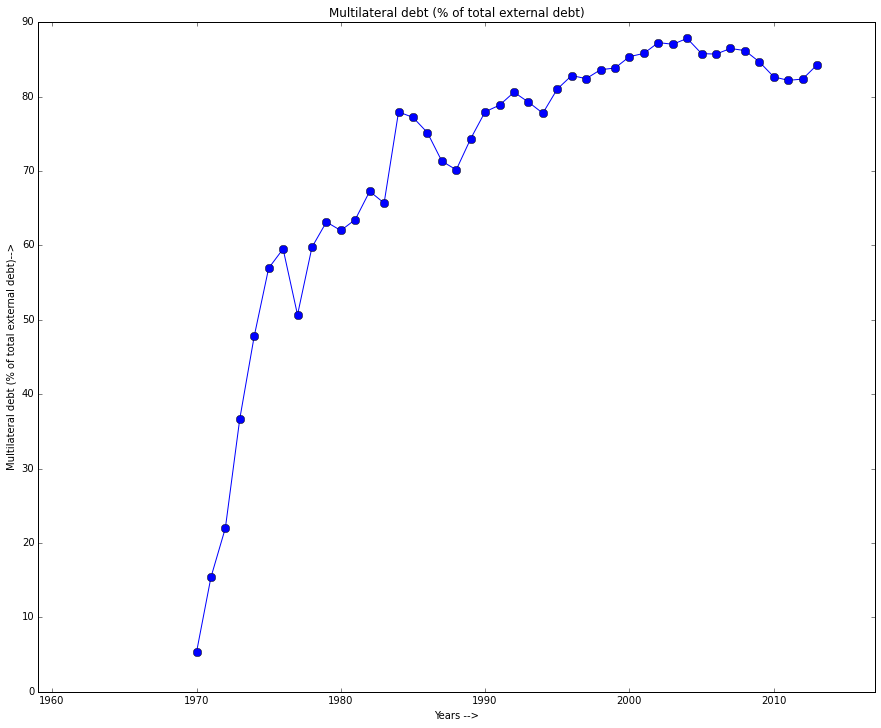 Multilateral debt (% of total external debt)
Multilateral debt (% of total external debt)-->
90
80
70
60
50
40
30
20
10
0
1960 1970 1980 1990 2000 2010
Years -->